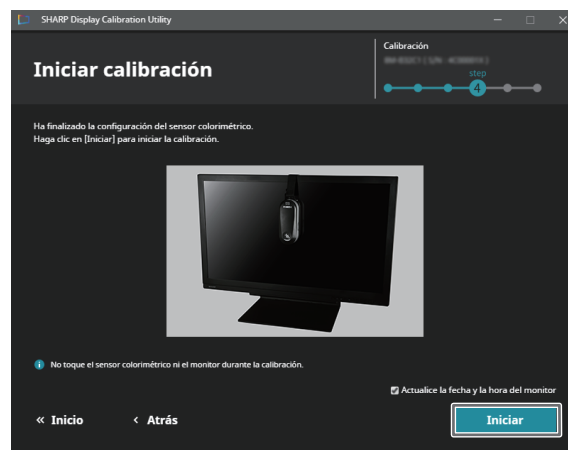 SHARP Display Calibration Utility
Iniciar calibración
Calibración
step
4
Ha finalizado la configuración del sensor colorimétrico.
Haga clic en [Iniciar] para iniciar la calibración.
No toque el sensor colorimétrico ni el monitor durante la calibración.
Actualice la fecha y la hora del monitor
« Inicio
‹ Atrás
Iniciar